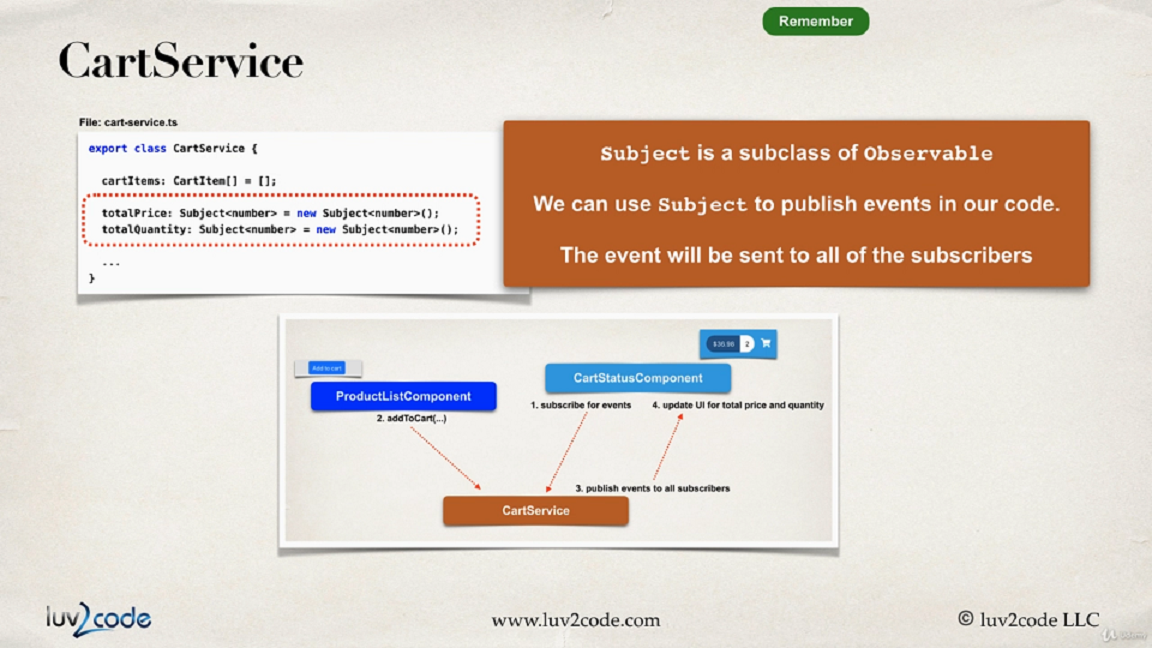 Remember
CartService
File: cart-service.ts
export class CartService {
cartItems: CartItem[] = [];
totalPrice: Subject<number> = new Subject<number>();
totalQuantity: Subject<number> = new Subject<number>();
...
}
Subject is a subclass of Observable
We can use Subject to publish events in our code.
The event will be sent to all of the subscribers
2
Add to cart
ProductListComponent
CartStatusComponent
2. addToCart(...)
1. subscribe for events
4. update UI for total price and quantity
3. publish events to all subscribers
CartService
luv2code
www.luv2code.com
© luv2code LLC
Udemy